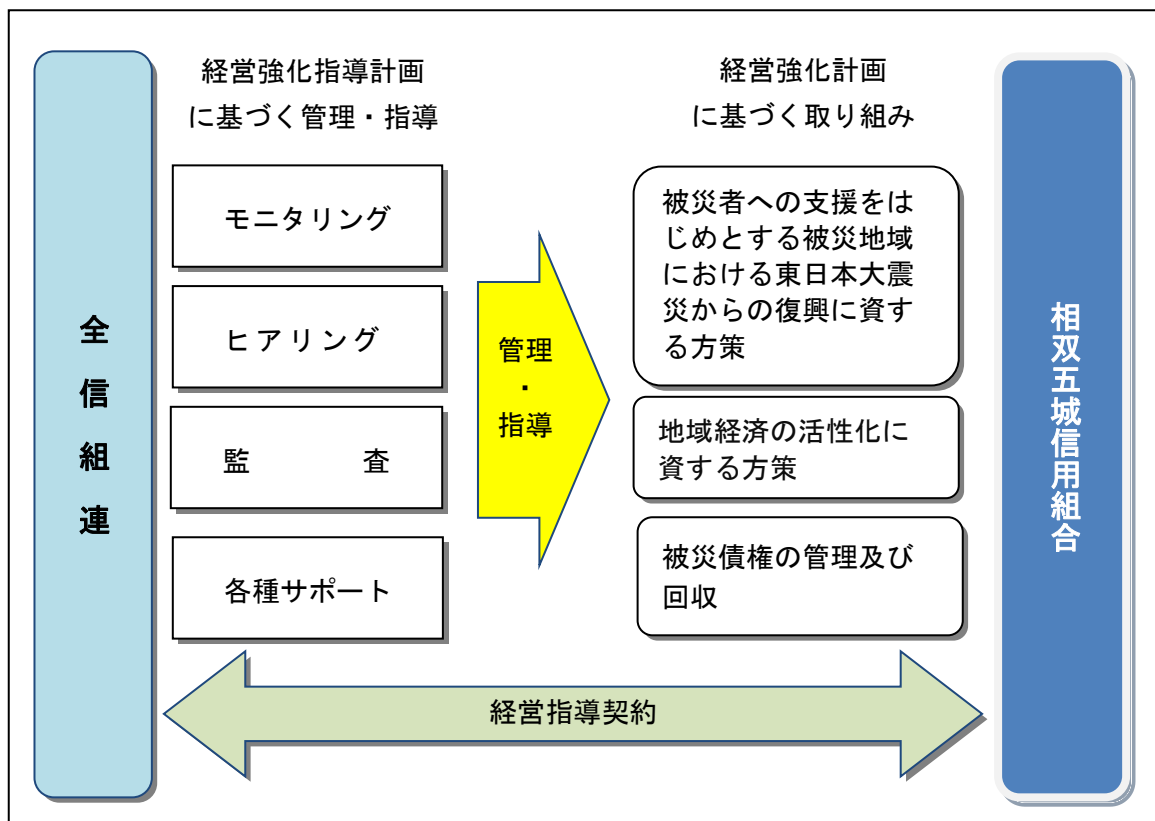 全信組連
経営強化指導計画
に基づく管理・指導
モニタリング
ヒアリング
監　　　査
各種サポート
管理
・
指導
経営強化計画
に基づく取り組み
被災者への支援をは
じめとする被災地域
における東日本大震
災からの復興に資す
る方策
地域経済の活性化に
資する方策
被災債権の管理及び
回収
経営指導契約
相双五城信用組合